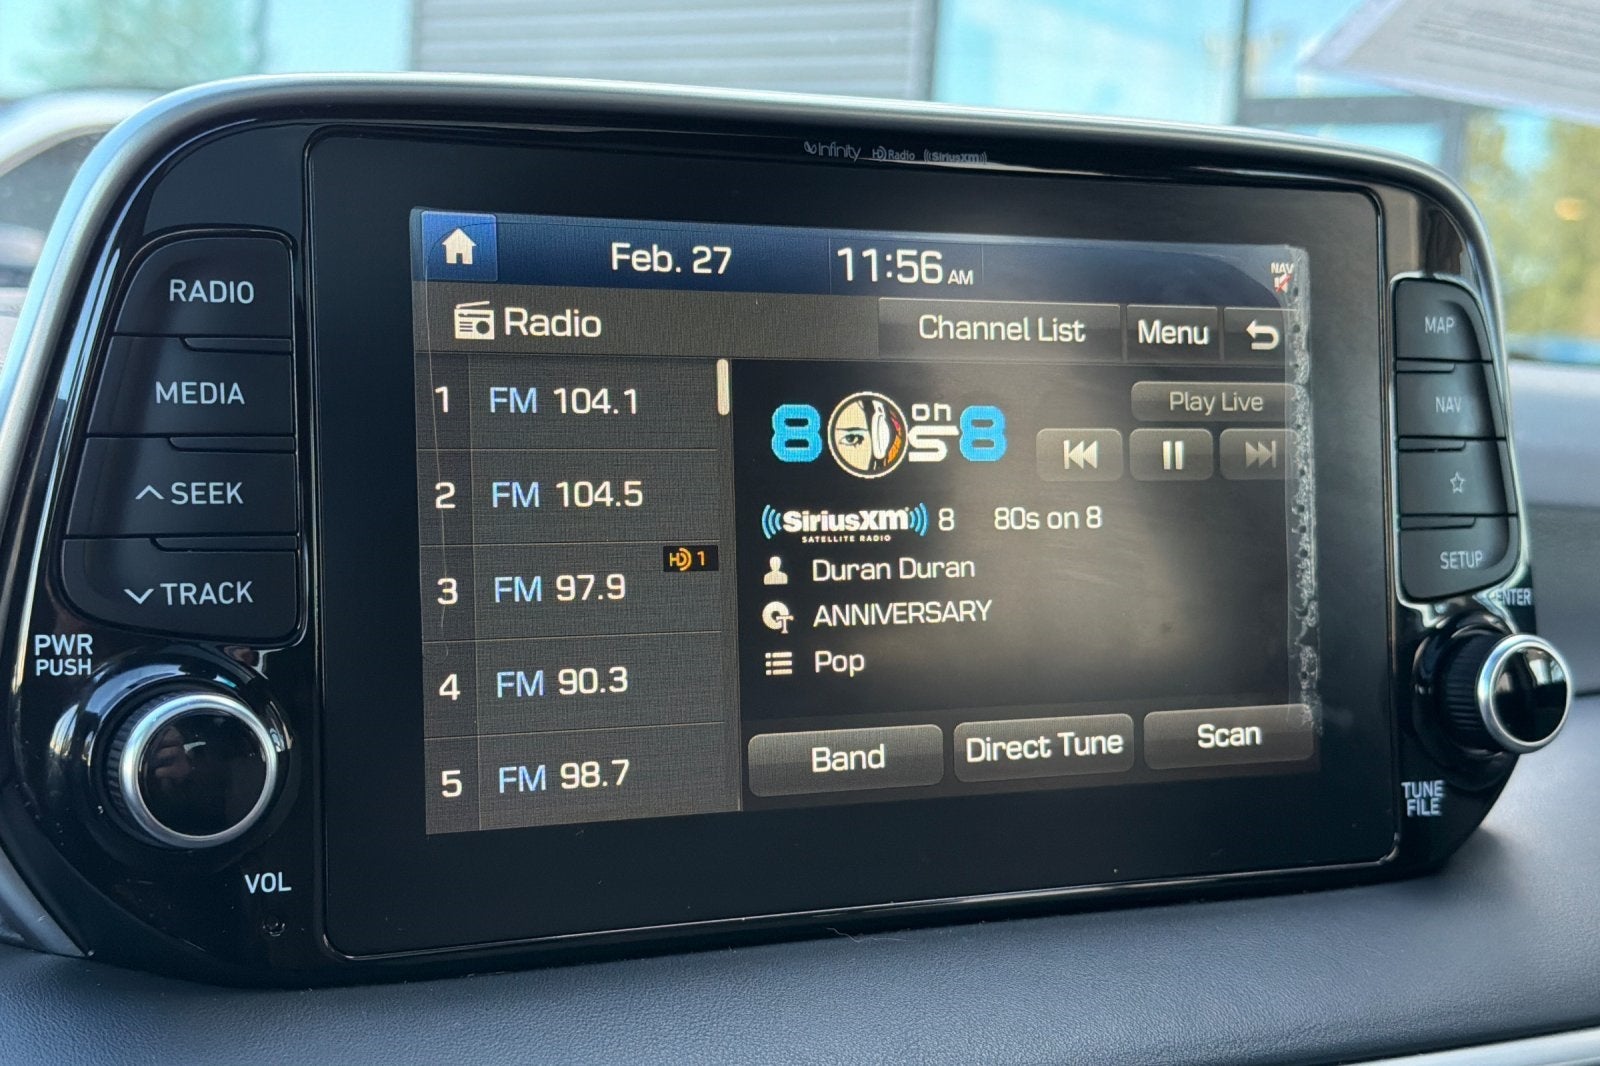 Infinity HD Radio ((SiriusXM))
Feb. 27 11:56 AM NAV
Radio Channel List Menu
1 FM 104.1
2 FM 104.5
3 FM 97.9 HD 1
4 FM 90.3
5 FM 98.7
80s on 8
Play Live
((SiriusXM)) 8 80s on 8
SATELLITE RADIO
Duran Duran
ANNIVERSARY
Pop
Band Direct Tune Scan
RADIO
MEDIA
SEEK
TRACK
PWR
PUSH
VOL
MAP
NAV
SETUP
ENTER
TUNE
FILE